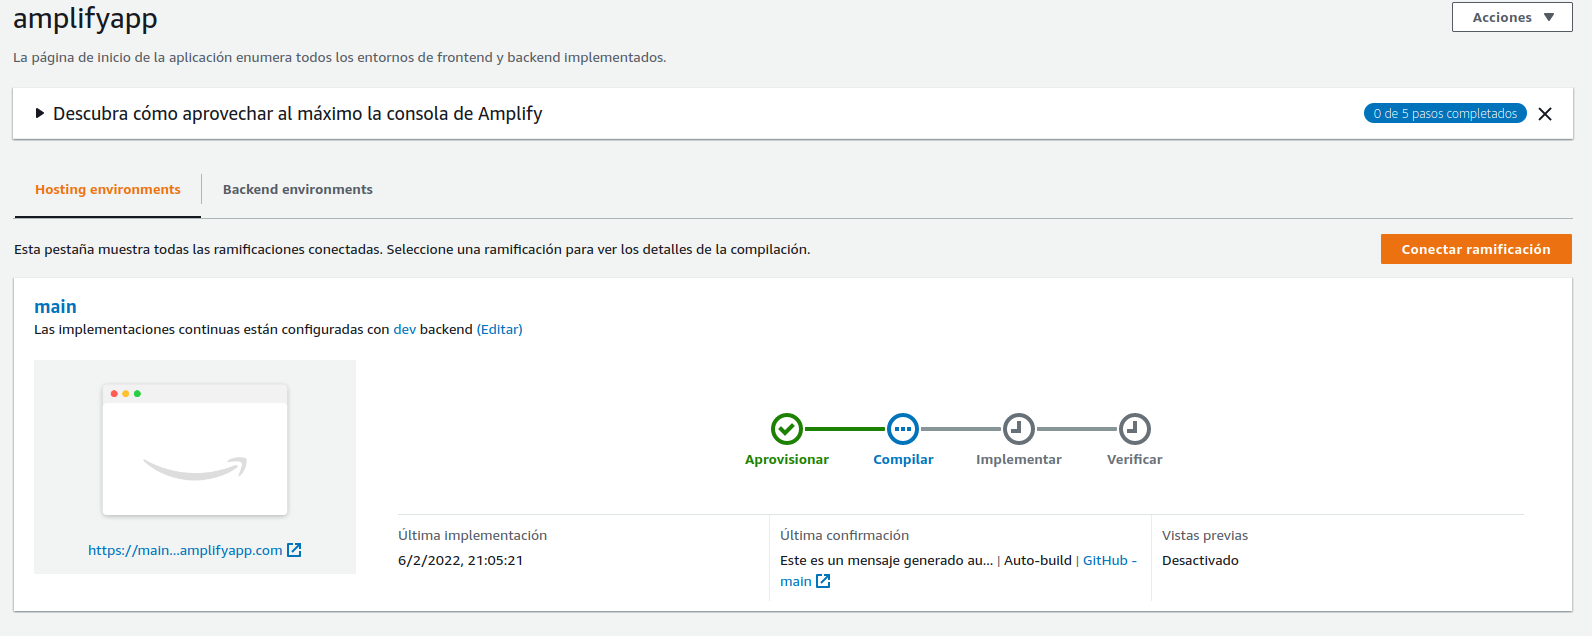 amplifyapp
Acciones
La página de inicio de la aplicación enumera todos los entornos de frontend y backend implementados.
Descubra cómo aprovechar al máximo la consola de Amplify
0 de 5 pasos completados
Hosting environments
Backend environments
Esta pestaña muestra todas las ramificaciones conectadas. Seleccione una ramificación para ver los detalles de la compilación.
Conectar ramificación
main
Las implementaciones continuas están configuradas con dev backend (Editar)
https://main...amplifyapp.com
Aprovisionar
Compilar
Implementar
Verificar
Última implementación
6/2/2022, 21:05:21
Última confirmación
Este es un mensaje generado au... | Auto-build | GitHub -
main
Vistas previas
Desactivado